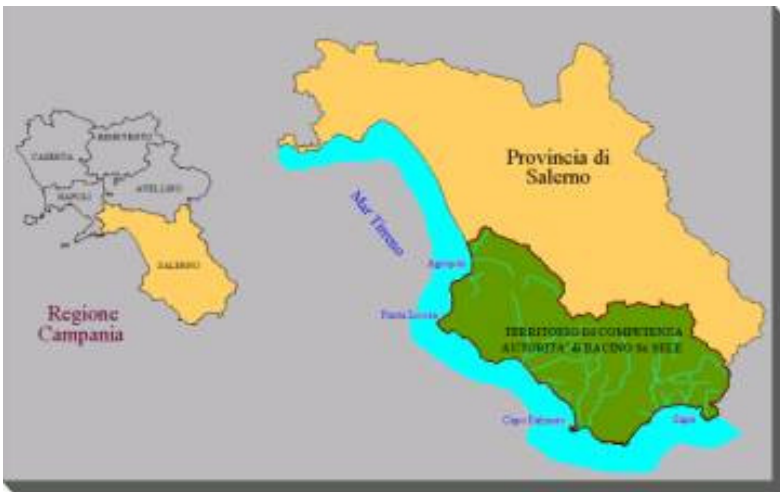 BENEVENTO
CASERTA
NAPOLI
AVELLINO
SALERNO
Regione
Campania
Provincia di
Salerno
Mar Tirreno
Agropoli
Punta Licosa
TERRITORIO DI COMPETENZA
AUTORITA' di BACINO Sx SELE
Capo Palinuro
Sapri